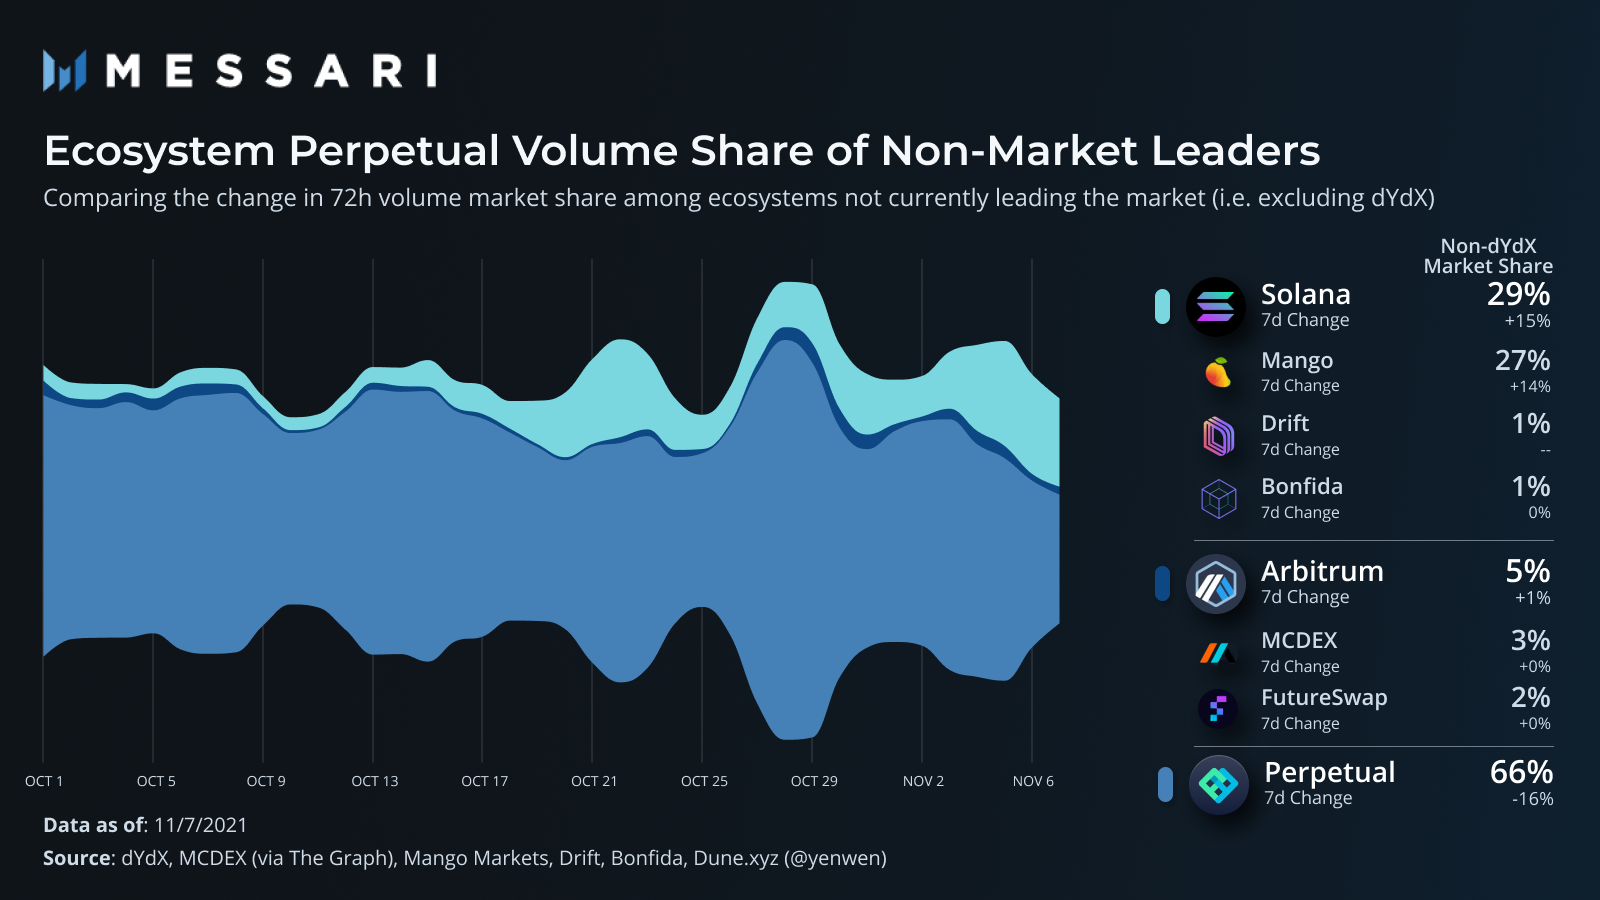 MESSARI
Ecosystem Perpetual Volume Share of Non-Market Leaders
Comparing the change in 72h volume market share among ecosystems not currently leading the market (i.e. excluding dYdX)
Non-dYdX
Market Share
Solana 29%
7d Change +15%
Mango 27%
7d Change +14%
Drift 1%
7d Change --
Bonfida 1%
7d Change 0%
Arbitrum 5%
7d Change +1%
MCDEX 3%
7d Change +0%
FutureSwap 2%
7d Change +0%
Perpetual 66%
7d Change -16%
OCT 1 OCT 5 OCT 9 OCT 13 OCT 17 OCT 21 OCT 25 OCT 29 NOV 2 NOV 6
Data as of: 11/7/2021
Source: dYdX, MCDEX (via The Graph), Mango Markets, Drift, Bonfida, Dune.xyz (@yenwen)